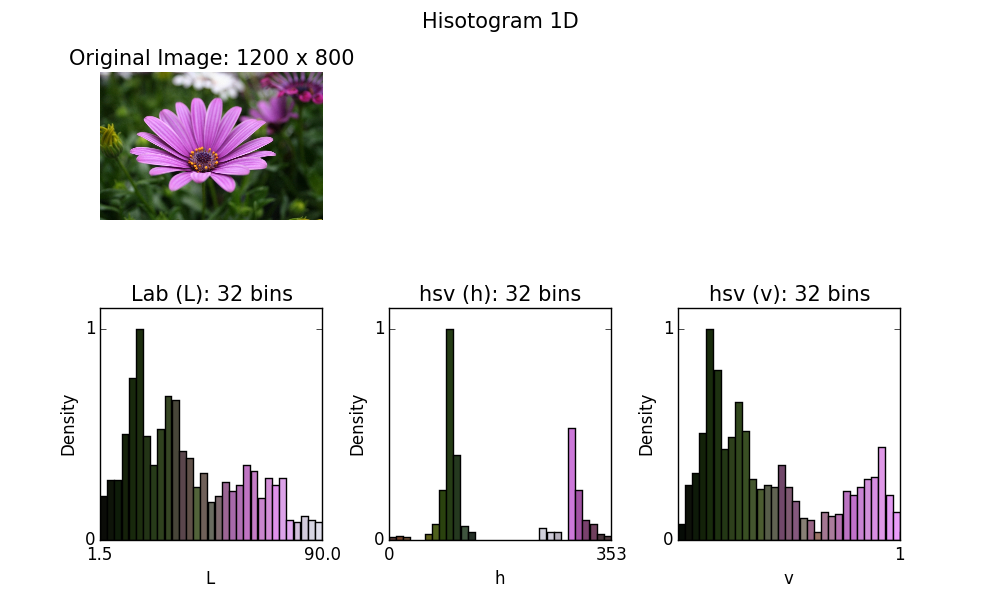 Hisotogram 1D
Original Image: 1200 x 800
Lab (L): 32 bins
hsv (h): 32 bins
hsv (v): 32 bins
1
1
1
Density
Density
Density
0
0
0
1.5
90.0
0
353
1
L
h
v